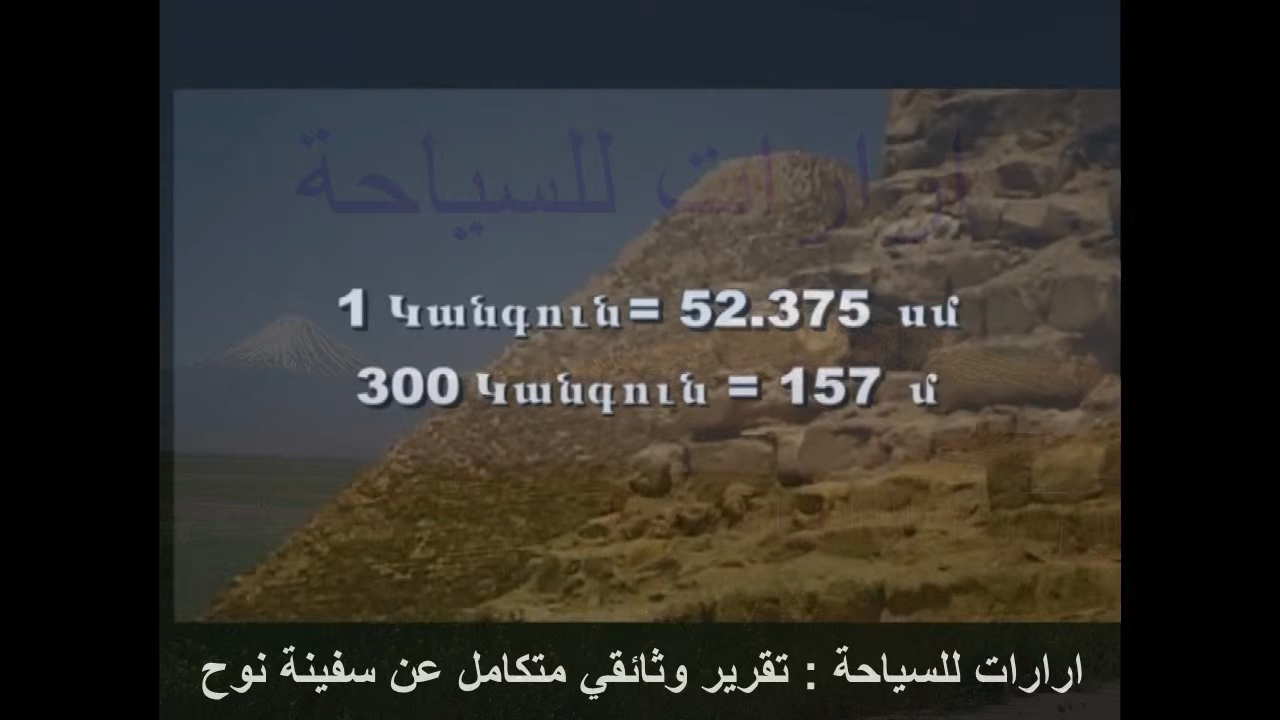 ارارات للسياحة
1 Կանգուն= 52.375 սմ
300 Կանգուն = 157 մ
ارارات للسياحة : تقرير وثائقي متكامل عن سفينة نوح